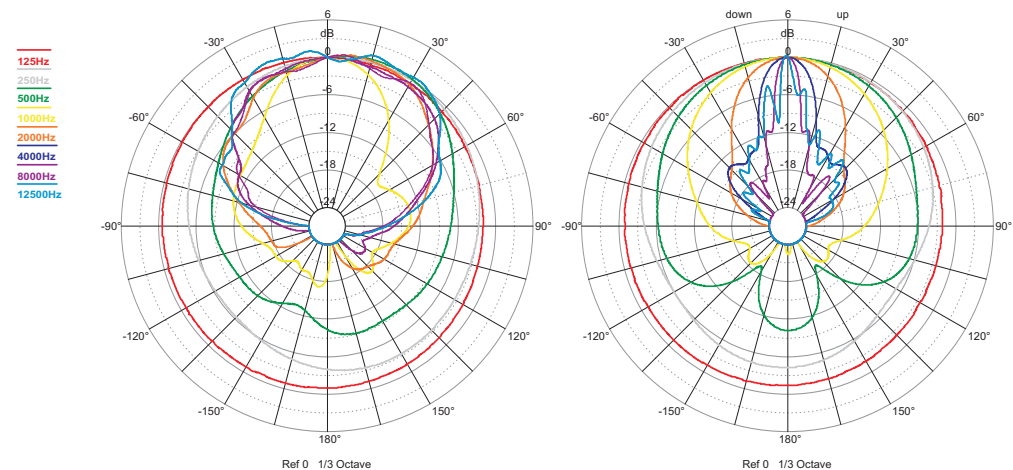 125Hz
250Hz
500Hz
1000Hz
2000Hz
4000Hz
8000Hz
12500Hz
6
dB
0
-6
-12
-18
-24
-30°
30°
-60°
60°
-90°
90°
-120°
120°
-150°
150°
180°
Ref 0 1/3 Octave
down
6
up
dB
0
-6
-12
-18
-24
-30°
30°
-60°
60°
-90°
90°
-120°
120°
-150°
150°
180°
Ref 0 1/3 Octave